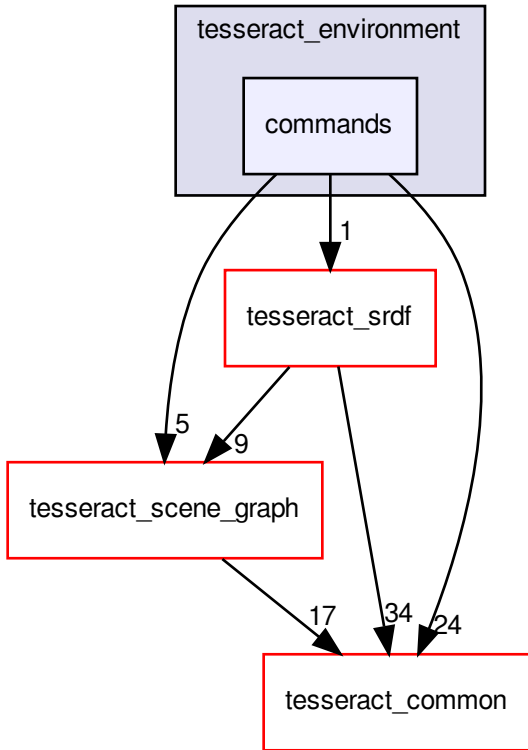 tesseract_environment
commands
1
tesseract_srdf
5
9
tesseract_scene_graph
17
34
24
tesseract_common